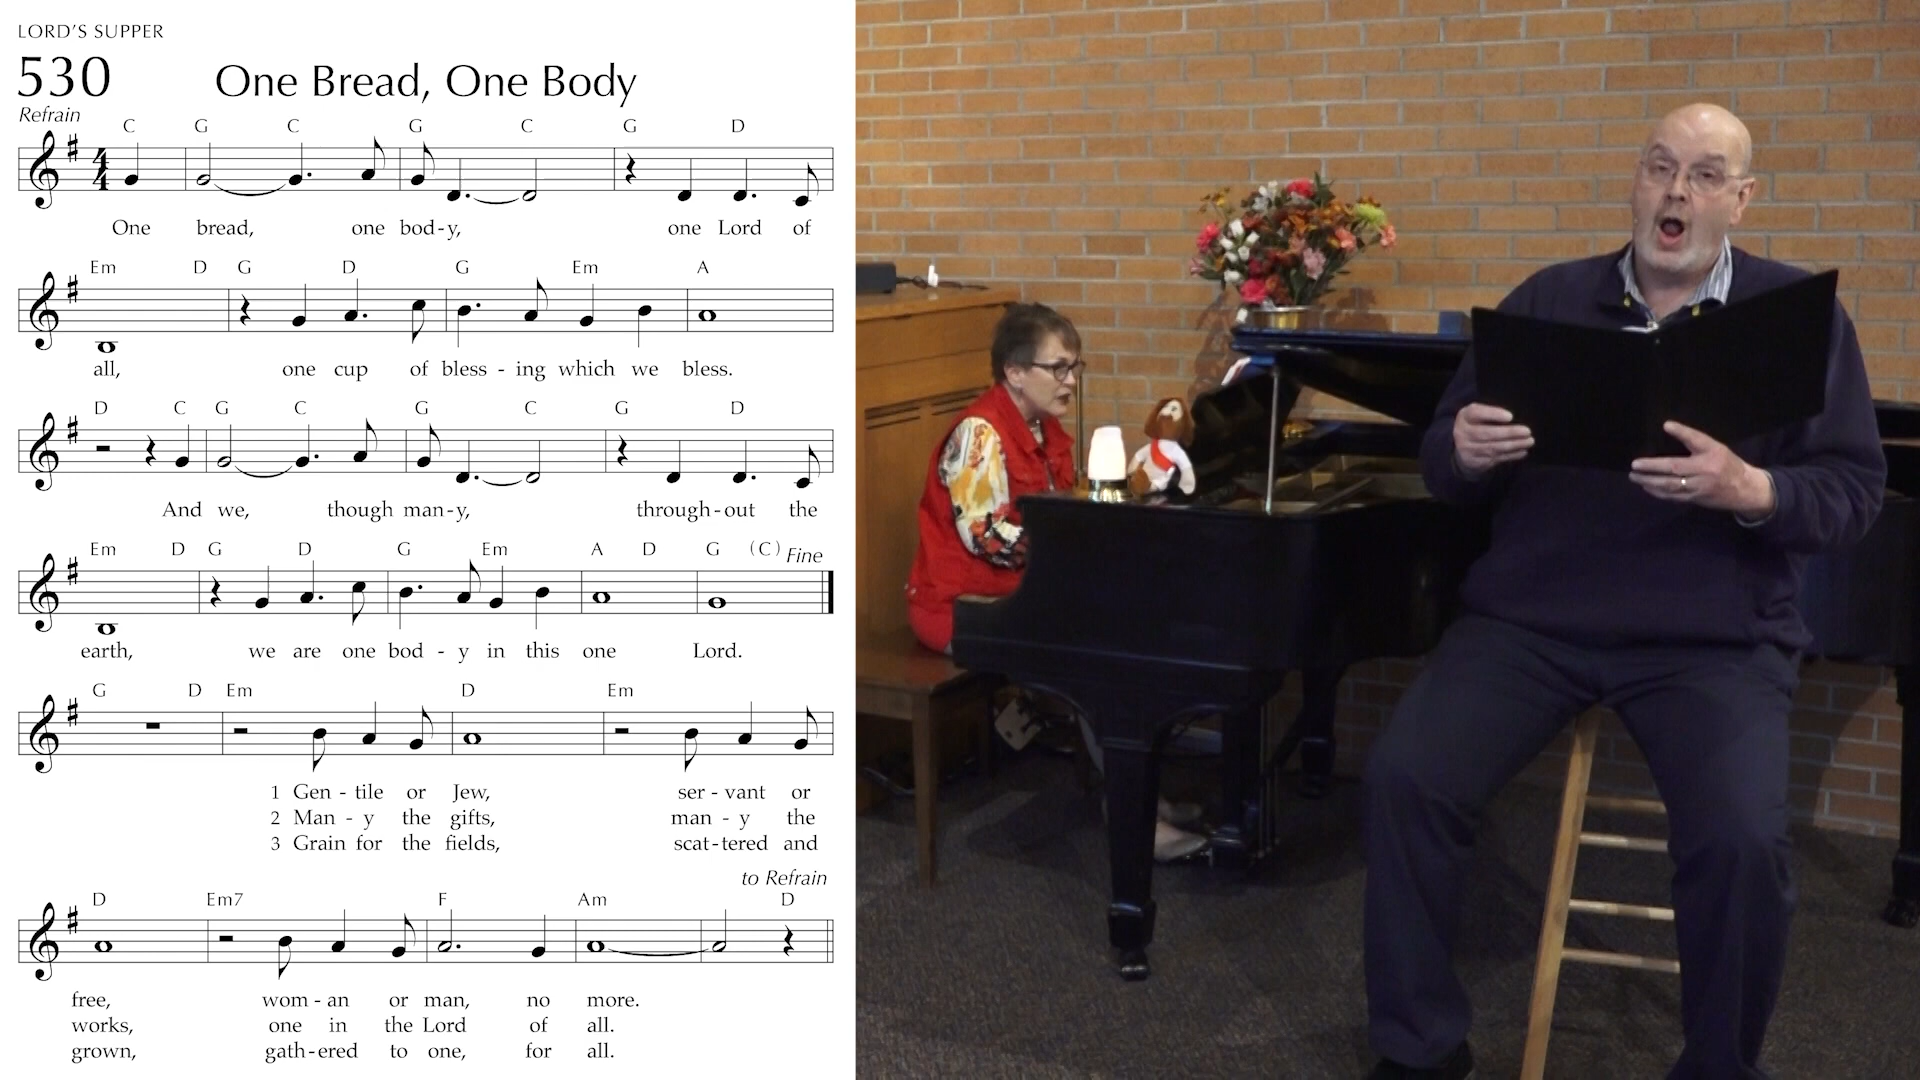 LORD'S SUPPER
530 One Bread, One Body
Refrain
C G C G C G D
4
4
One bread, one bod-y, one Lord of
Em D G D G Em A
all, one cup of bless - ing which we bless.
D C G C G C G D
And we, though man-y, through-out the
Em D G D G Em A D G (C) Fine
earth, we are one bod - y in this one Lord.
G D Em D Em
1 Gen - tile or Jew, ser - vant or
2 Man - y the gifts, man - y the
3 Grain for the fields, scat-tered and
to Refrain
D Em7 F Am D
free, wom - an or man, no more.
works, one in the Lord of all.
grown, gath-ered to one, for all.